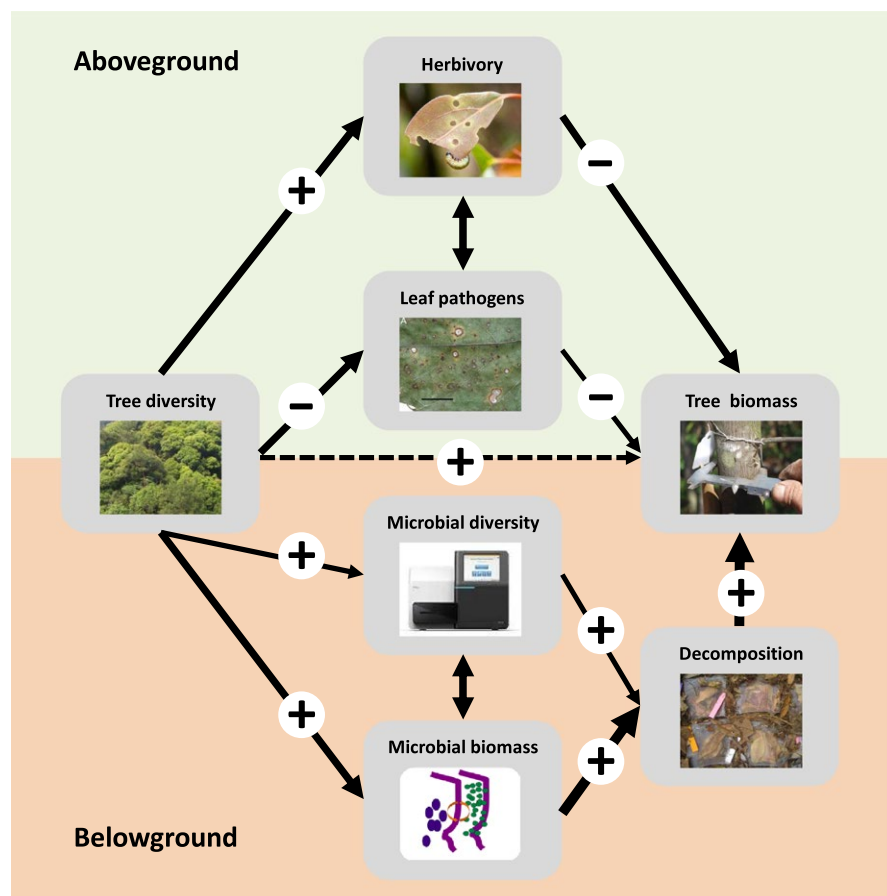 Aboveground
Herbivory
+
−
Leaf pathogens
A
−
−
Tree diversity
Tree  biomass
+
Microbial diversity
+
+
+
Decomposition
+
Microbial biomass
+
Belowground